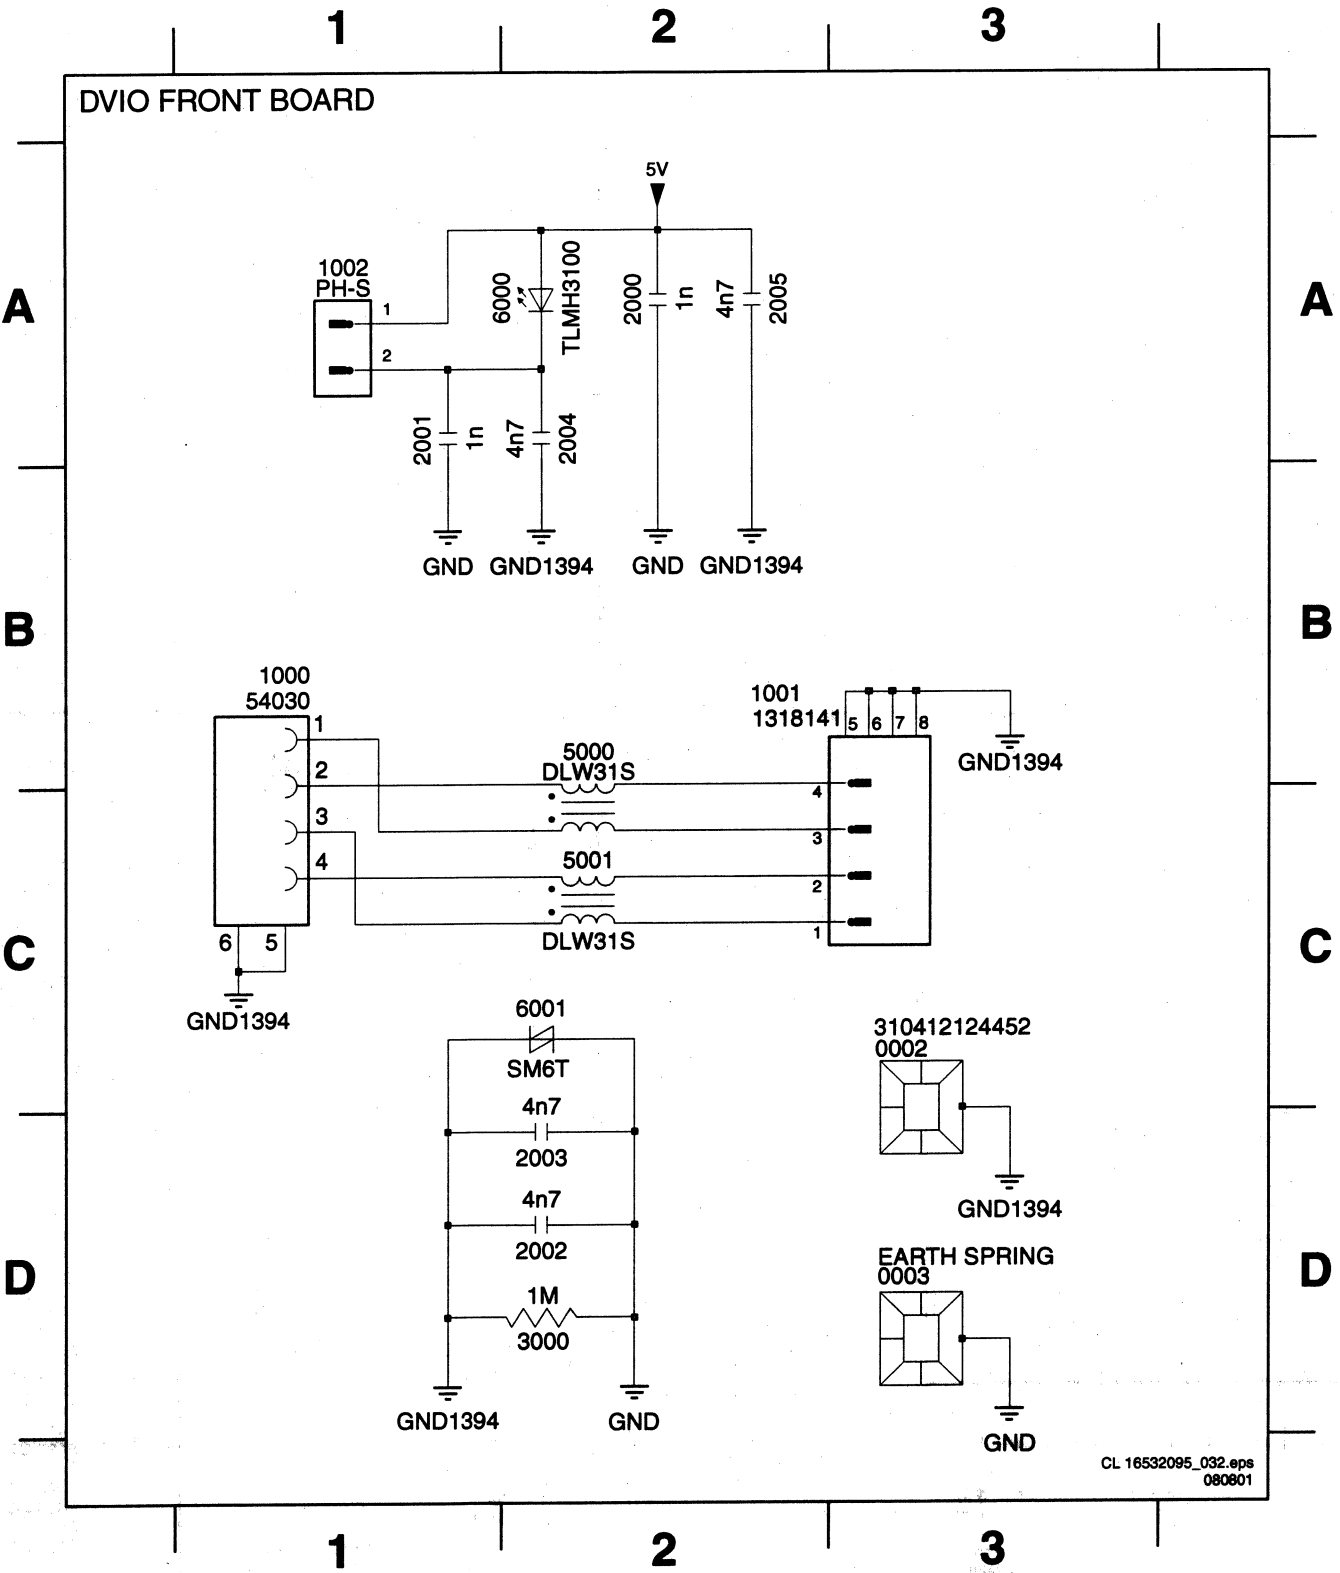 1 2 3
DVIO FRONT BOARD
5V
A A
1002
PH-S
1
2
6000
TLMH3100
2000
1n
4n7
2005
2001
1n
4n7
2004
GND GND1394 GND GND1394
B B
1000
54030
1
2
3
4
6 5
GND1394
5000
DLW31S
5001
DLW31S
1001
1318141
5 6 7 8
4
3
2
1
GND1394
C C
6001
SM6T
4n7
2003
4n7
2002
1M
3000
GND1394 GND
310412124452
0002
GND1394
D D
EARTH SPRING
0003
GND
CL 16532095_032.eps
080801
1 2 3